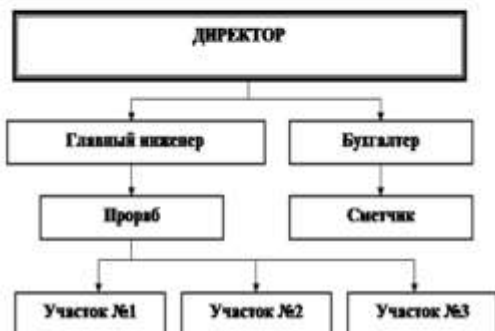 ДИРЕКТОР
Главный инженер
Бухгалтер
Прораб
Сметчик
Участок №1
Участок №2
Участок №3